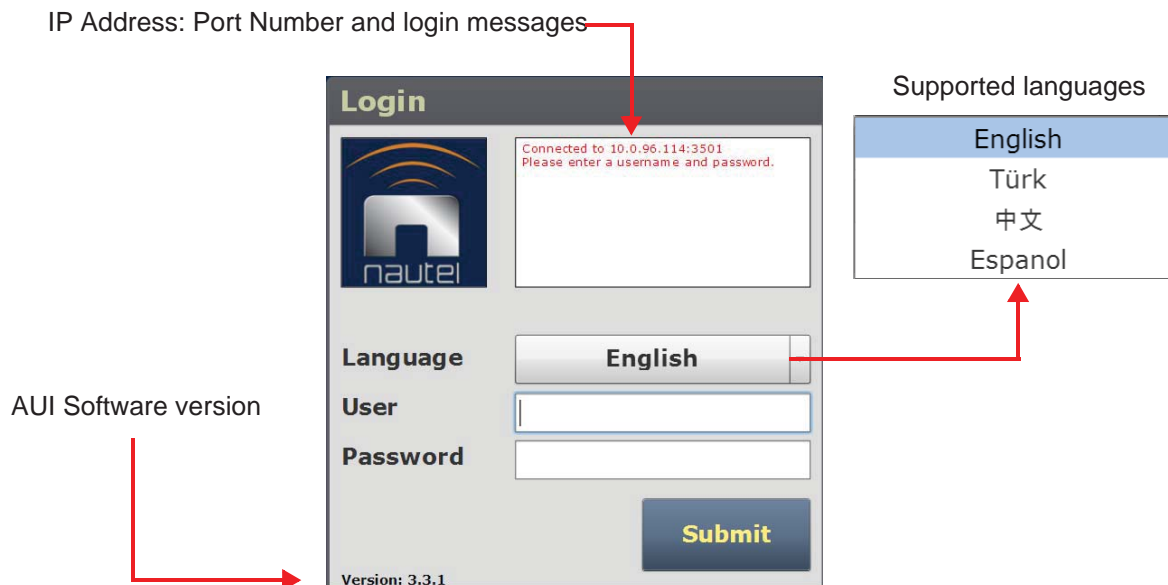 IP Address: Port Number and login messages
Login
Supported languages
Connected to 10.0.96.114:3501
Please enter a username and password.
English
Türk
中文
Espanol
nautel
Language
English
AUI Software version
User
Password
Submit
Version: 3.3.1